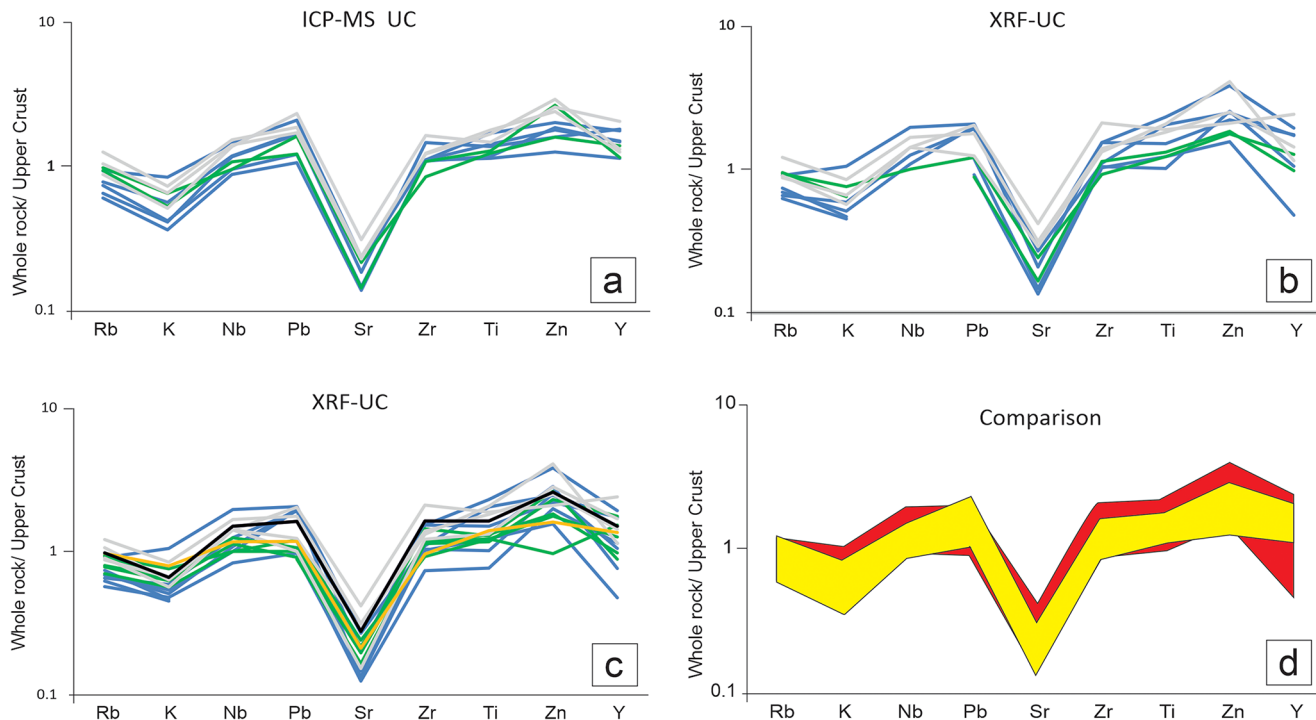 ICP-MS UC
10
1
0.1
Whole rock/ Upper Crust
Rb K Nb Pb Sr Zr Ti Zn Y
a
XRF-UC
10
1
0.1
Whole rock/ Upper Crust
Rb K Nb Pb Sr Zr Ti Zn Y
b
XRF-UC
10
1
0.1
Whole rock/ Upper Crust
Rb K Nb Pb Sr Zr Ti Zn Y
c
Comparison
10
1
0.1
Whole rock/ Upper Crust
Rb K Nb Pb Sr Zr Ti Zn Y
d